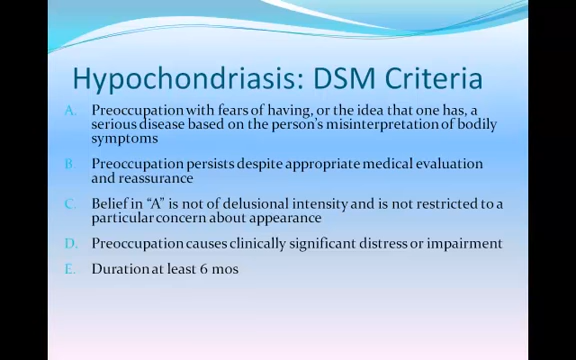 Hypochondriasis: DSM Criteria
A. Preoccupation with fears of having, or the idea that one has, a
serious disease based on the person's misinterpretation of bodily
symptoms
B. Preoccupation persists despite appropriate medical evaluation
and reassurance
C. Belief in “A” is not of delusional intensity and is not restricted to a
particular concern about appearance
D. Preoccupation causes clinically significant distress or impairment
E. Duration at least 6 mos